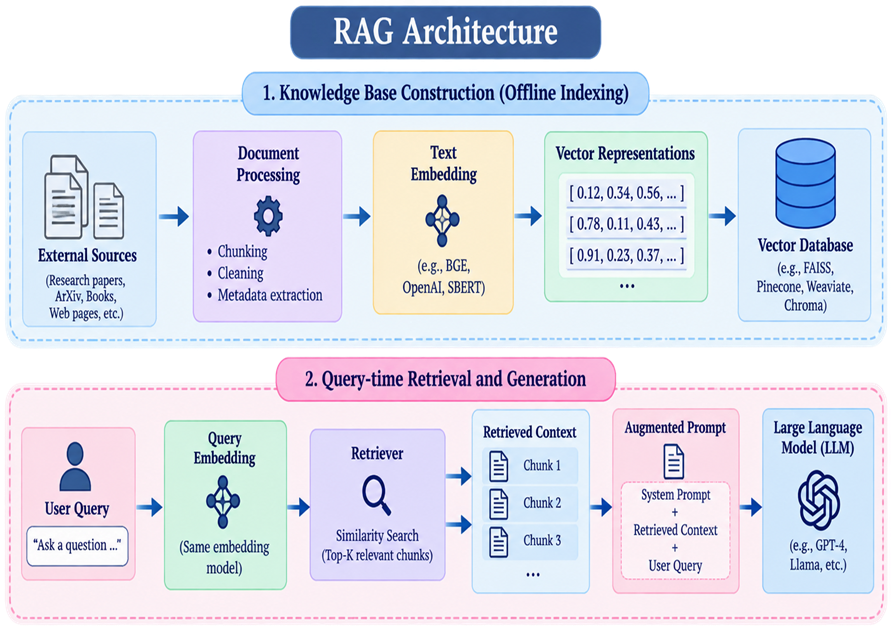 RAG Architecture
1. Knowledge Base Construction (Offline Indexing)
External Sources
(Research papers,
ArXiv, Books,
Web pages, etc.)
Document
Processing
• Chunking
• Cleaning
• Metadata extraction
Text
Embedding
(e.g., BGE,
OpenAI, SBERT)
Vector Representations
[ 0.12, 0.34, 0.56, ... ]
[ 0.78, 0.11, 0.43, ... ]
[ 0.91, 0.23, 0.37, ... ]
...
Vector Database
(e.g., FAISS,
Pinecone, Weaviate,
Chroma)
2. Query-time Retrieval and Generation
User Query
“Ask a question ...”
Query
Embedding
(Same embedding
model)
Retriever
Similarity Search
(Top-K relevant chunks)
Retrieved Context
Chunk 1
Chunk 2
Chunk 3
...
Augmented Prompt
System Prompt
+
Retrieved Context
+
User Query
Large Language
Model (LLM)
(e.g., GPT-4,
Llama, etc.)